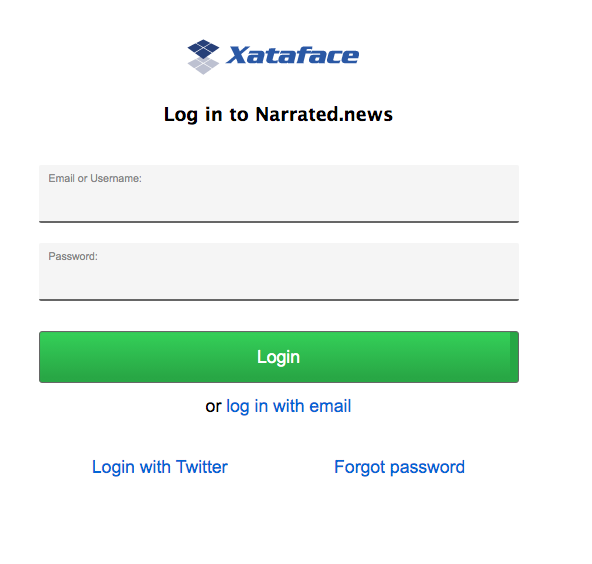 Xataface
Log in to Narrated.news
Email or Username:
Password:
Login
or log in with email
Login with Twitter
Forgot password